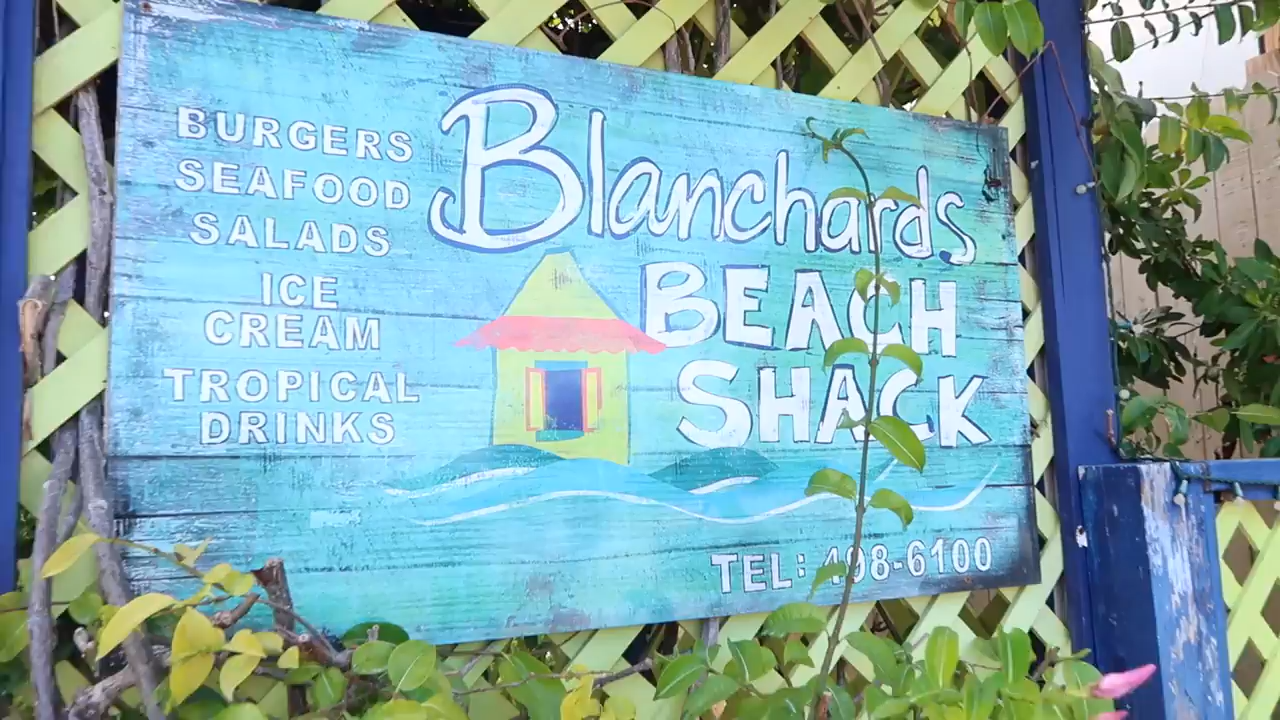 BURGERS
SEAFOOD
SALADS
ICE
CREAM
TROPICAL
DRINKS
Blanchards
BEACH
SHACK
TEL: 498-6100